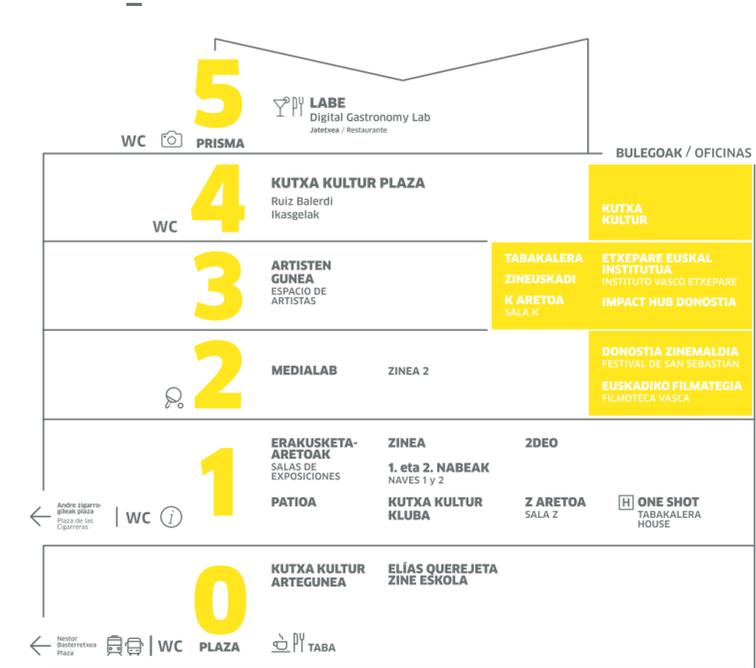 5
LABE
Digital Gastronomy Lab
Jatetxea / Restaurante
WC
PRISMA
BULEGOAK / OFICINAS
4
KUTXA KULTUR PLAZA
Ruiz Balerdi
Ikasgelak
WC
KUTXA
KULTUR
3
ARTISTEN
GUNEA
ESPACIO DE
ARTISTAS
TABAKALERA
ZINEUSKADI
K ARETOA
SALA K
ETXEPARE EUSKAL
INSTITUTUA
INSTITUTO VASCO ETXEPARE
IMPACT HUB DONOSTIA
2
MEDIALAB
ZINEA 2
DONOSTIA ZINEMALDIA
FESTIVAL DE SAN SEBASTIÁN
EUSKADIKO FILMATEGIA
FILMOTECA VASCA
1
ERAKUSKETA-
ARETOAK
SALAS DE
EXPOSICIONES
ZINEA
2DEO
1. eta 2. NABEAK
NAVES 1 y 2
PATIOA
KUTXA KULTUR
KLUBA
Z ARETOA
SALA Z
H ONE SHOT
TABAKALERA
HOUSE
Andre zigarro-
gileak plaza
Plaza de las
Cigarreras
WC
i
0
KUTXA KULTUR
ARTEGUNEA
ELÍAS QUEREJETA
ZINE ESKOLA
Nestor
Basterretxea
Plaza
WC
PLAZA
TABA